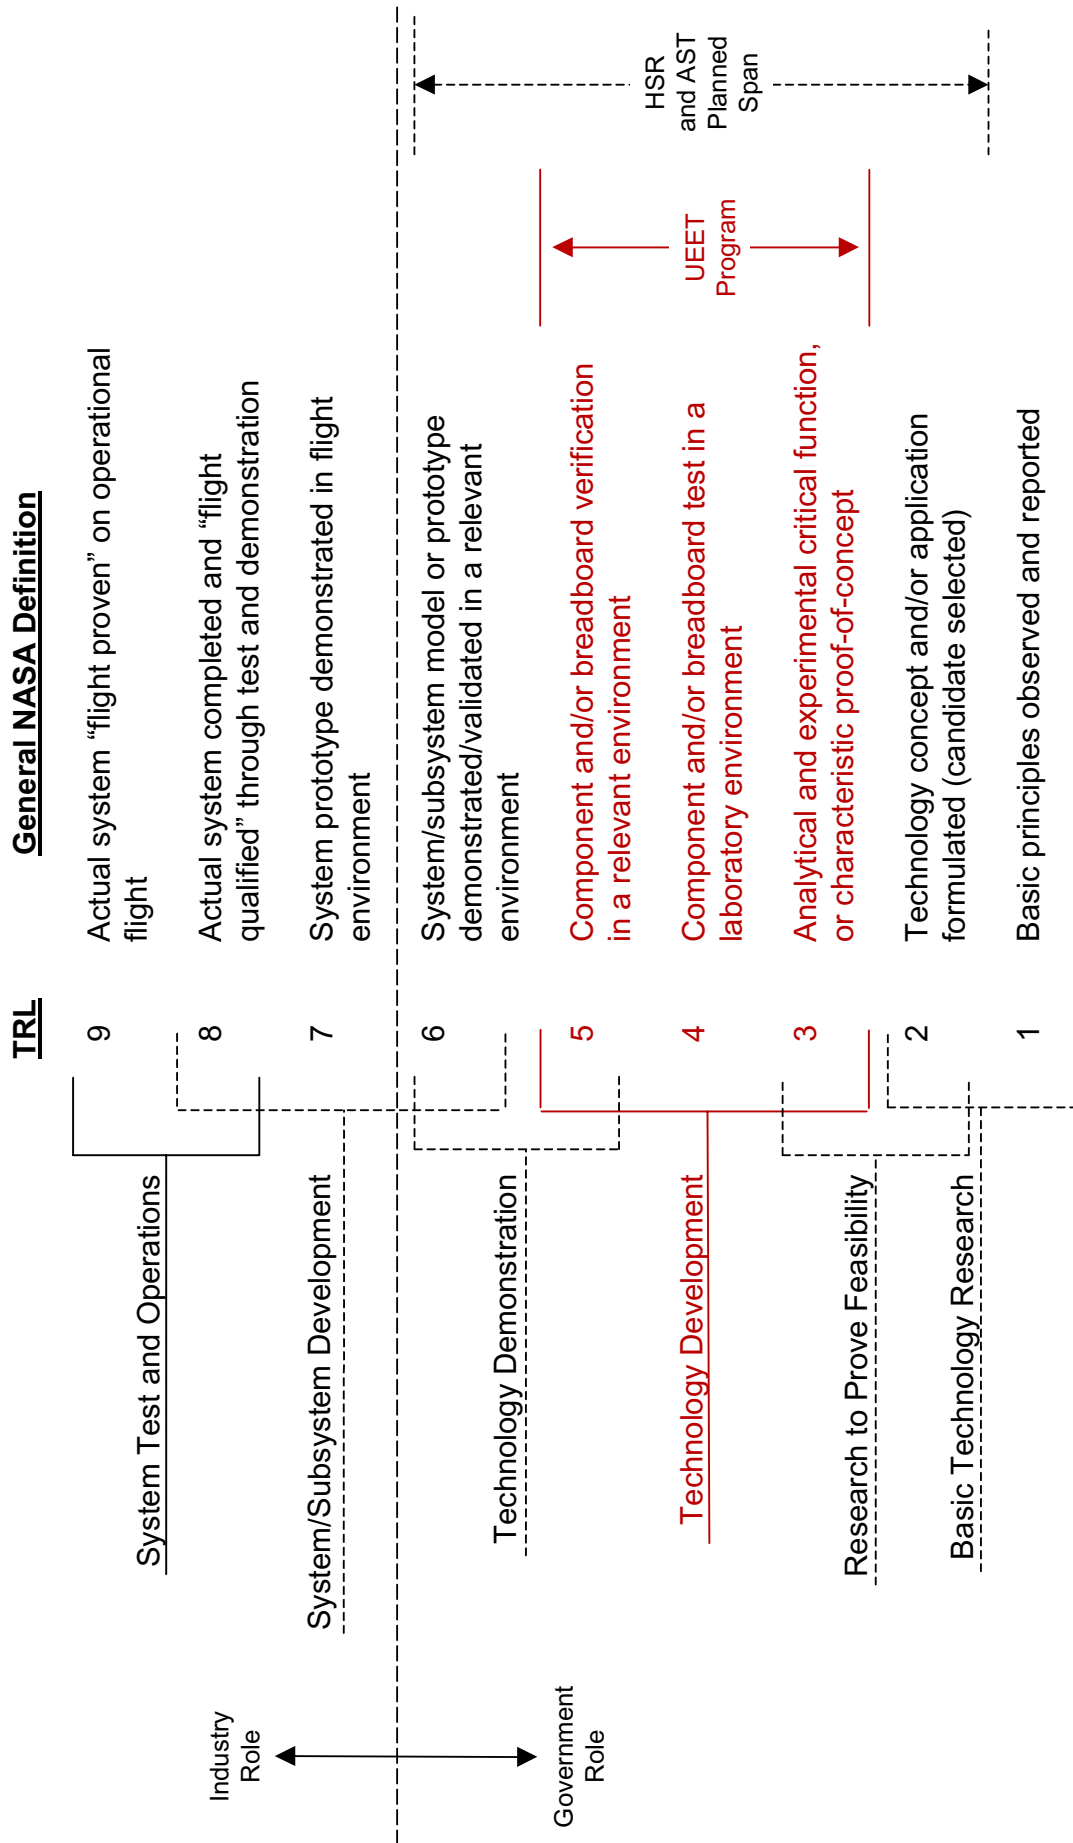 TRL
General NASA Definition
System Test and Operations
9
Actual system “flight proven” on operational
flight
8
Actual system completed and “flight
qualified” through test and demonstration
Industry
Role
System/Subsystem Development
7
System prototype demonstrated in flight
environment
6
System/subsystem model or prototype
demonstrated/validated in a relevant
environment
Technology Demonstration
Government
Role
5
Component and/or breadboard verification
in a relevant environment
HSR
and AST
Planned
Span
UEET
Program
Technology Development
4
Component and/or breadboard test in a
laboratory environment
3
Analytical and experimental critical function,
or characteristic proof-of-concept
Research to Prove Feasibility
2
Technology concept and/or application
formulated (candidate selected)
Basic Technology Research
1
Basic principles observed and reported